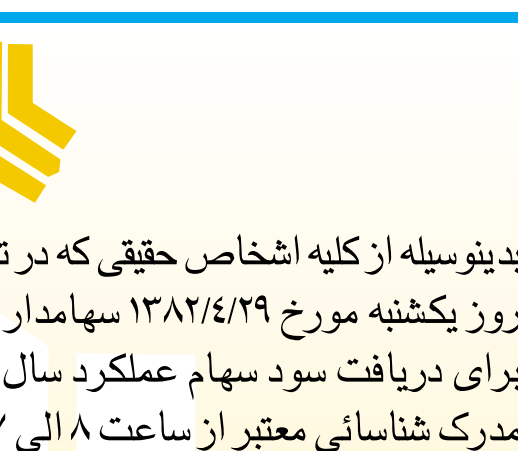 بدینوسیله از کلیه اشخاص حقیقی که در
روز یکشنبه مورخ ۱۳۸۲/٤/۲۹ سهامدار
برای دریافت سود سهام عملکرد سال
مدرک شناسائی معتبر از ساعت ۸ الی